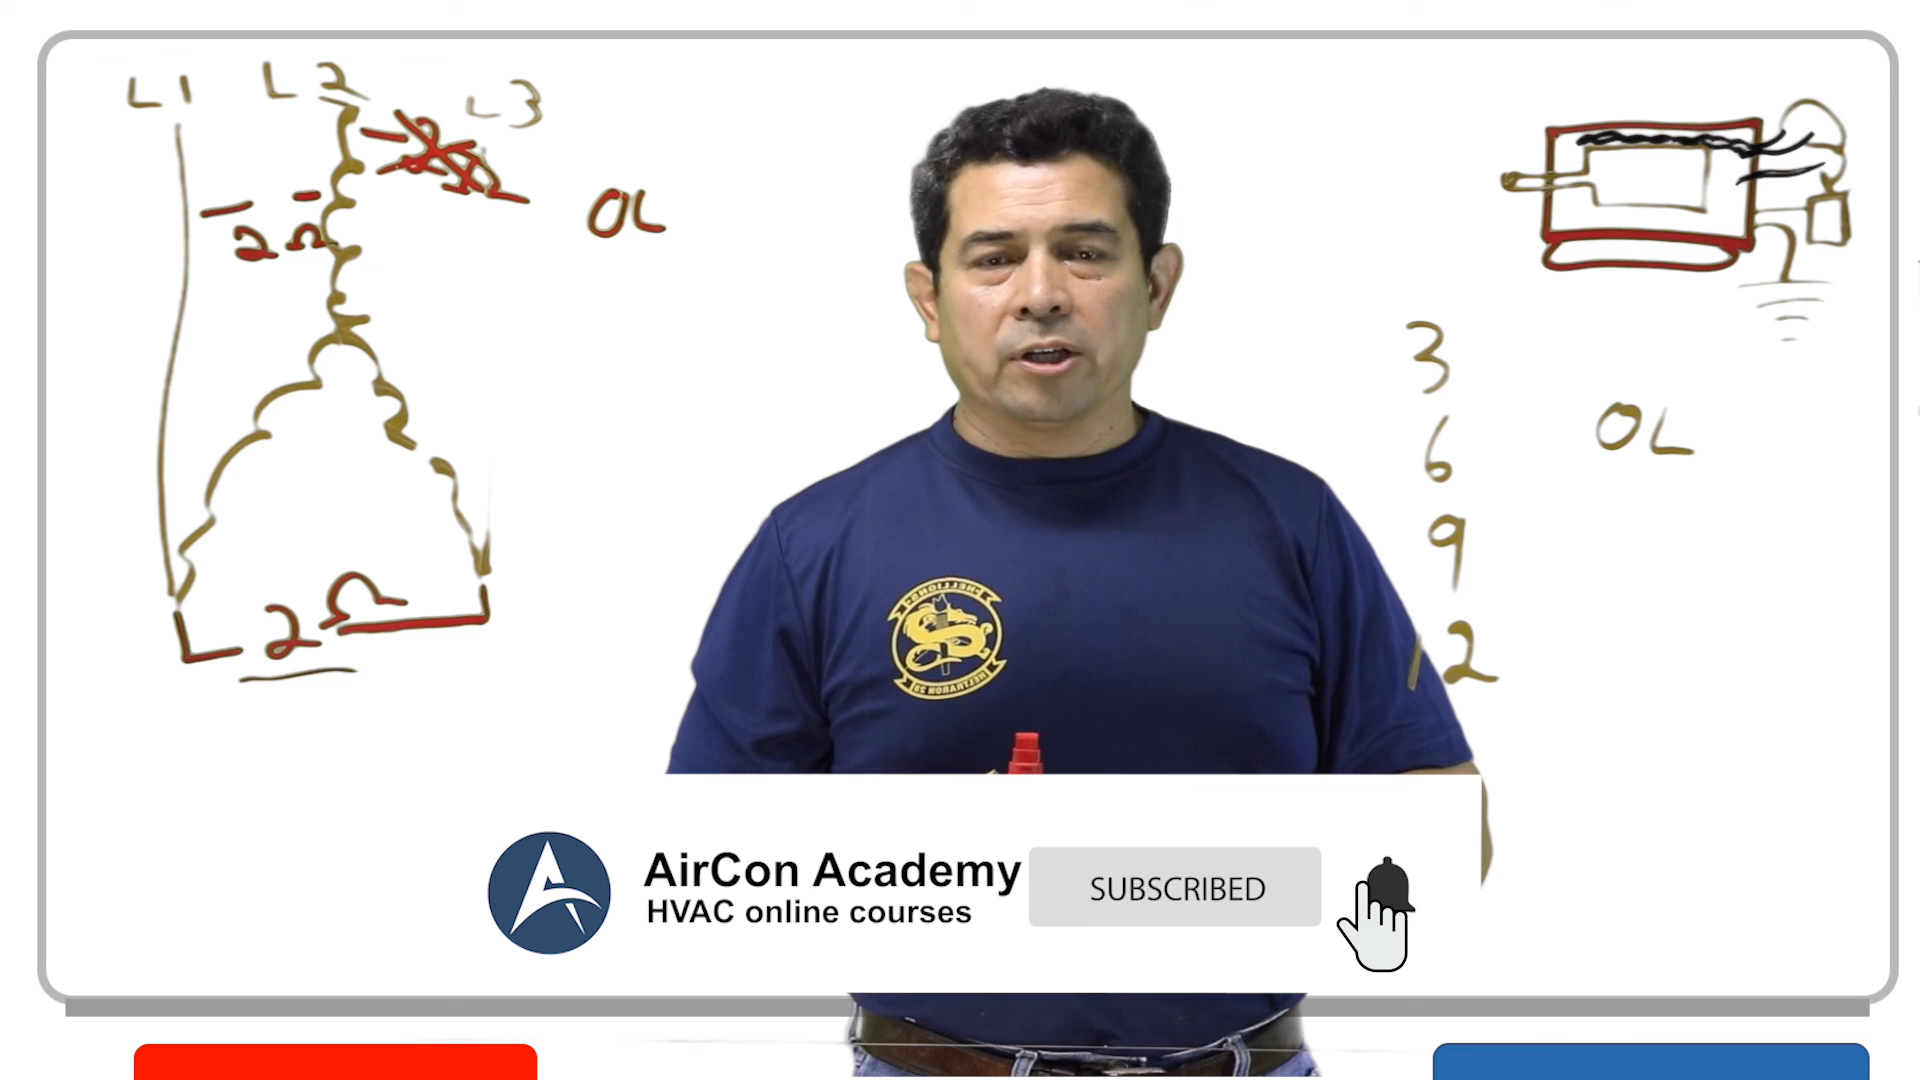 L1 L2 L3
2Ω
OL
3
6
OL
9
12
2Ω
AirCon Academy
HVAC online courses
SUBSCRIBED